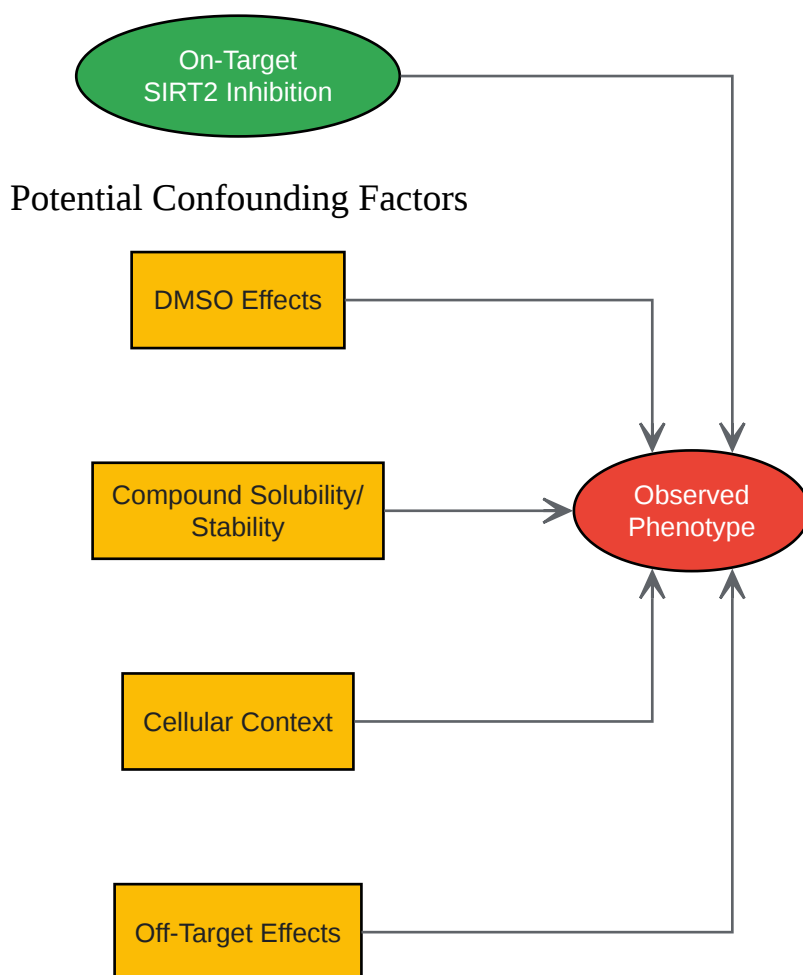 On-Target
SIRT2 Inhibition
Potential Confounding Factors
DMSO Effects
Compound Solubility/
Stability
Observed
Phenotype
Cellular Context
Off-Target Effects